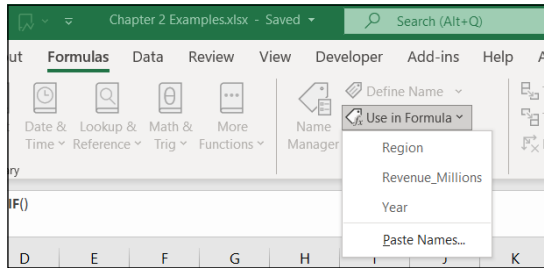 Chapter 2 Examples.xlsx - Saved
Search (Alt+Q)
ut Formulas Data Review View Developer Add-ins Help A
Date & Time
Lookup & Reference
Math & Trig
More Functions
Name Manager
Define Name
Use in Formula
Region
Revenue_Millions
Year
Paste Names...
ry
IF()
D E F G H I J K